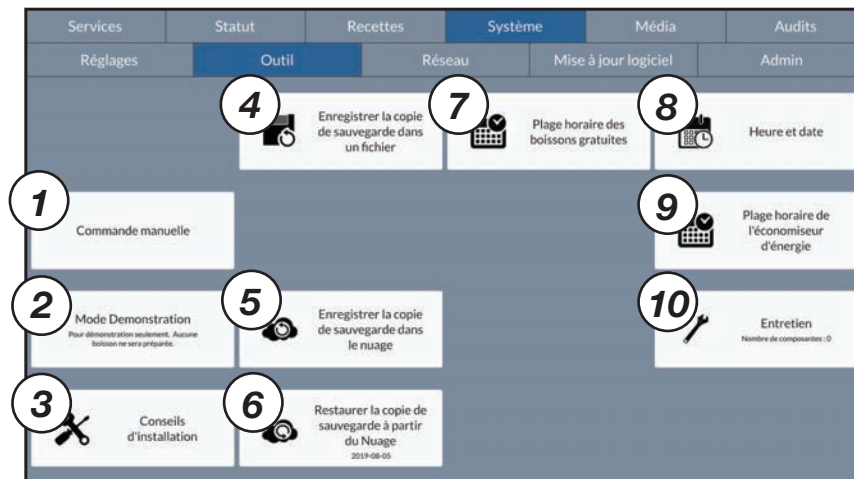 Services Statut Recettes Système Média Audits
Réglages Outil Réseau Mise à jour logiciel Admin
4
Enregistrer la copie
de sauvegarde dans
un fichier
7
Plage horaire des
boissons gratuites
8
Heure et date
1
Commande manuelle
9
Plage horaire de
l'économiseur
d'énergie
2
Mode Demonstration
Pour démonstration seulement. Aucune
boisson ne sera préparée.
5
Enregistrer la copie
de sauvegarde dans
le nuage
10
Entretien
Nombre de composantes : 0
3
Conseils
d'installation
6
Restaurer la copie de
sauvegarde à partir
du Nuage
2019-08-05